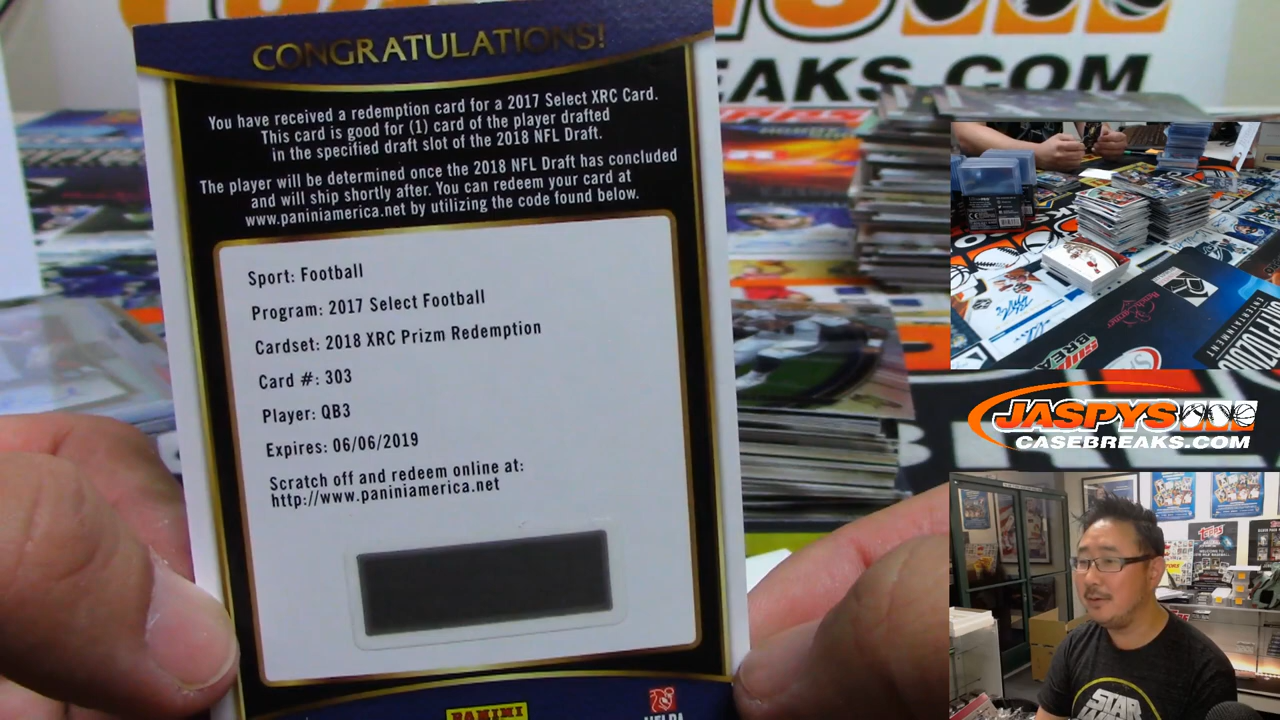 CONGRATULATIONS!
You have received a redemption card for a 2017 Select XRC Card.
This card is good for (1) card of the player drafted
in the specified draft slot of the 2018 NFL Draft.
The player will be determined once the 2018 NFL Draft has concluded
and will ship shortly after. You can redeem your card at
www.paniniamerica.net by utilizing the code found below.
Sport: Football
Program: 2017 Select Football
Cardset: 2018 XRC Prizm Redemption
Card #: 303
Player: QB3
Expires: 06/06/2019
Scratch off and redeem online at:
http://www.paniniamerica.net
PANINI
EAKS.COM
JASPYS
CASEBREAKS.COM
BREAK
ENTERTAINMENT
Topps
STAR